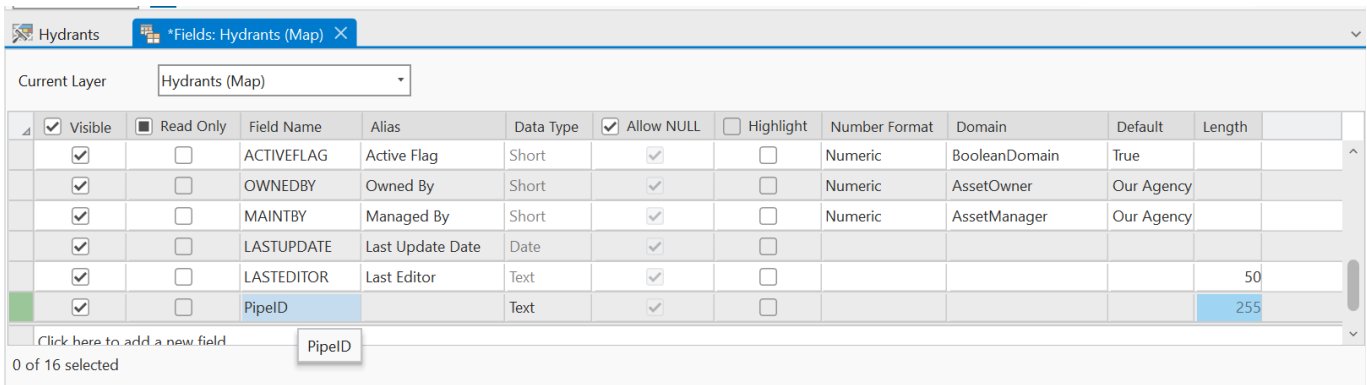 Hydrants *Fields: Hydrants (Map)
Current Layer Hydrants (Map)
Visible Read Only Field Name Alias Data Type Allow NULL Highlight Number Format Domain Default Length
ACTIVEFLAG Active Flag Short Numeric BooleanDomain True
OWNEDBY Owned By Short Numeric AssetOwner Our Agency
MAINTBY Managed By Short Numeric AssetManager Our Agency
LASTUPDATE Last Update Date Date
LASTEDITOR Last Editor Text 50
PipeID Text 255
Click here to add a new field
PipeID
0 of 16 selected